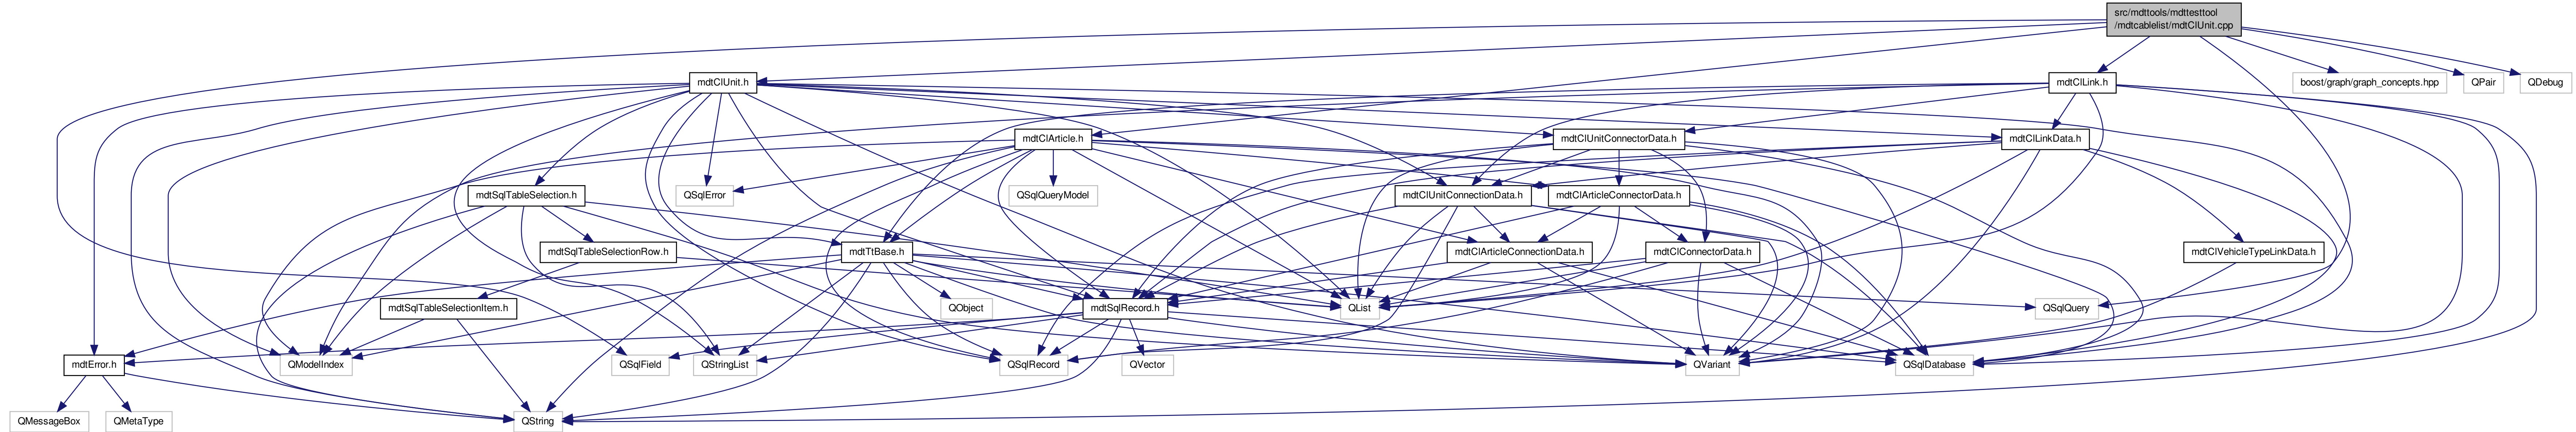 src/mdttools/mdttesttool
/mdtcablelist/mdtClUnit.cpp
mdtClUnit.h
mdtClLink.h
boost/graph/graph_concepts.hpp
QPair
QDebug
mdtClArticle.h
mdtClUnitConnectorData.h
mdtClLinkData.h
mdtSqlTableSelection.h
QSqlError
QSqlQueryModel
mdtClUnitConnectionData.h
mdtClArticleConnectorData.h
mdtSqlTableSelectionRow.h
mdtTtBase.h
mdtClArticleConnectionData.h
mdtClConnectorData.h
mdtClVehicleTypeLinkData.h
mdtSqlTableSelectionItem.h
QObject
mdtSqlRecord.h
QList
QSqlQuery
mdtError.h
QModelIndex
QSqlField
QStringList
QSqlRecord
QVector
QVariant
QSqlDatabase
QMessageBox
QMetaType
QString